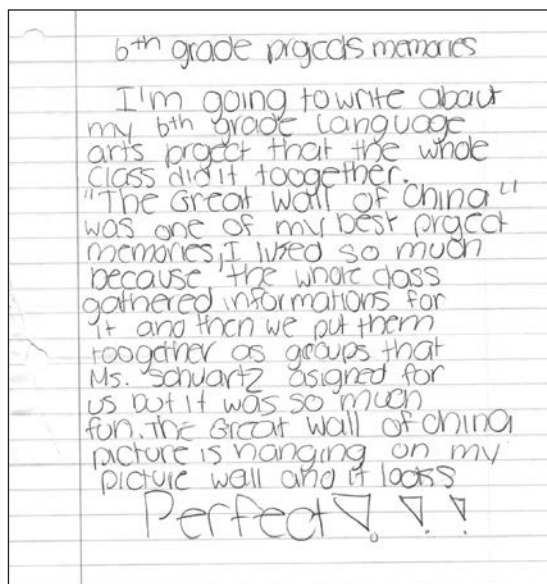 6th grade progcds memories
I'm going to write about
my 6th grade Language
arts project that the whole
class did it toogether.
"The Great Wall of China"
was one of my best project
memories, I liked so much
because the whole class
gathered informations for
it and then we put them
toogether as groups that
Ms. Schwartz asigned for
us but it was so much
fun. The Great Wall of China
picture is hanging on my
picture wall and it looks
Perfect!!!